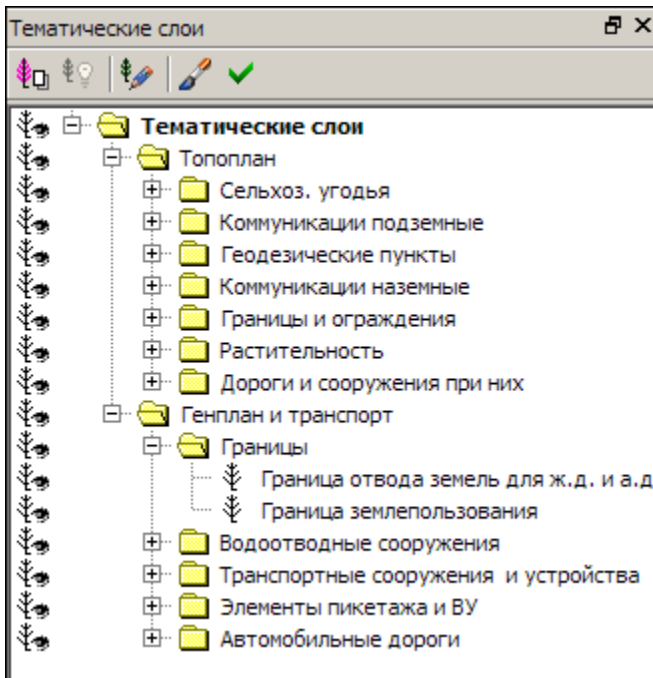 Тематические слои
Тематические слои
Топоплан
Сельхоз. угодья
Коммуникации подземные
Геодезические пункты
Коммуникации наземные
Границы и ограждения
Растительность
Дороги и сооружения при них
Генплан и транспорт
Границы
Граница отвода земель для ж.д. и а.д
Граница землепользования
Водоотводные сооружения
Транспортные сооружения и устройства
Элементы пикетажа и ВУ
Автомобильные дороги